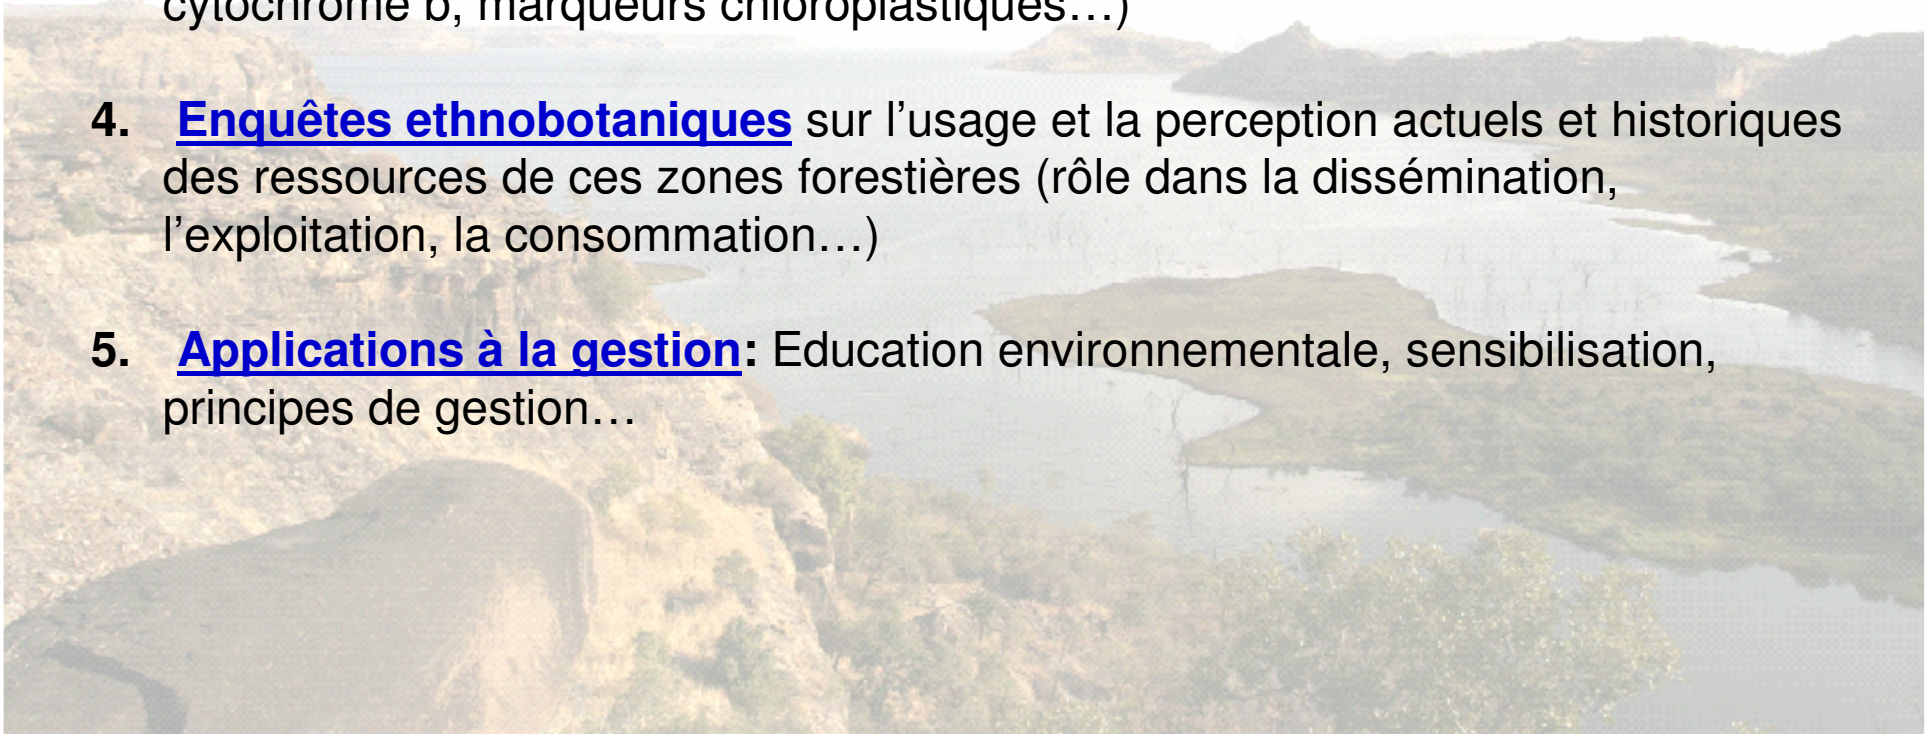 cytochrome b, marqueurs chloroplastiques…)
4. Enquêtes ethnobotaniques sur l’usage et la perception actuels et historiques
des ressources de ces zones forestières (rôle dans la dissémination,
l’exploitation, la consommation…)
5. Applications à la gestion: Education environnementale, sensibilisation,
principes de gestion…